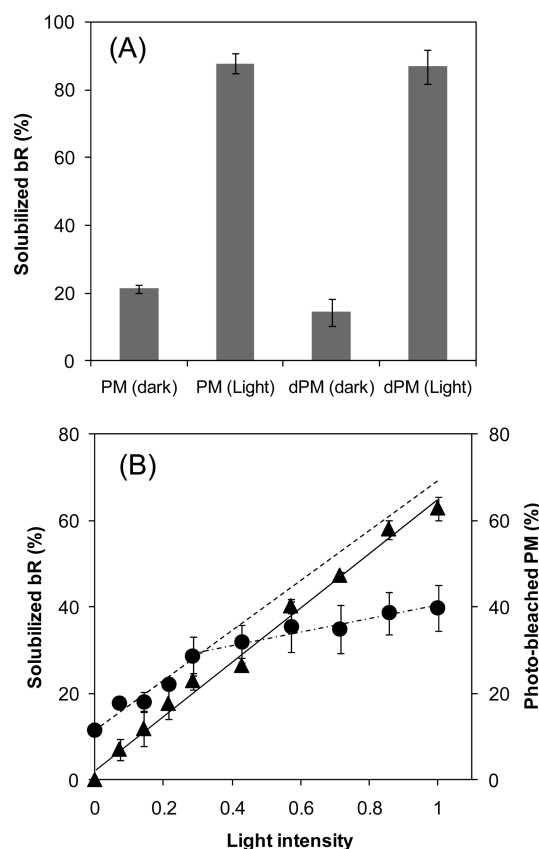 (A)
Solubilized bR (%)
100
80
60
40
20
0
PM (dark) PM (Light) dPM (dark) dPM (Light)
(B)
Solubilized bR (%)
80
60
40
20
0
80
60
40
20
0
Photo-bleached PM (%)
0 0.2 0.4 0.6 0.8 1
Light intensity